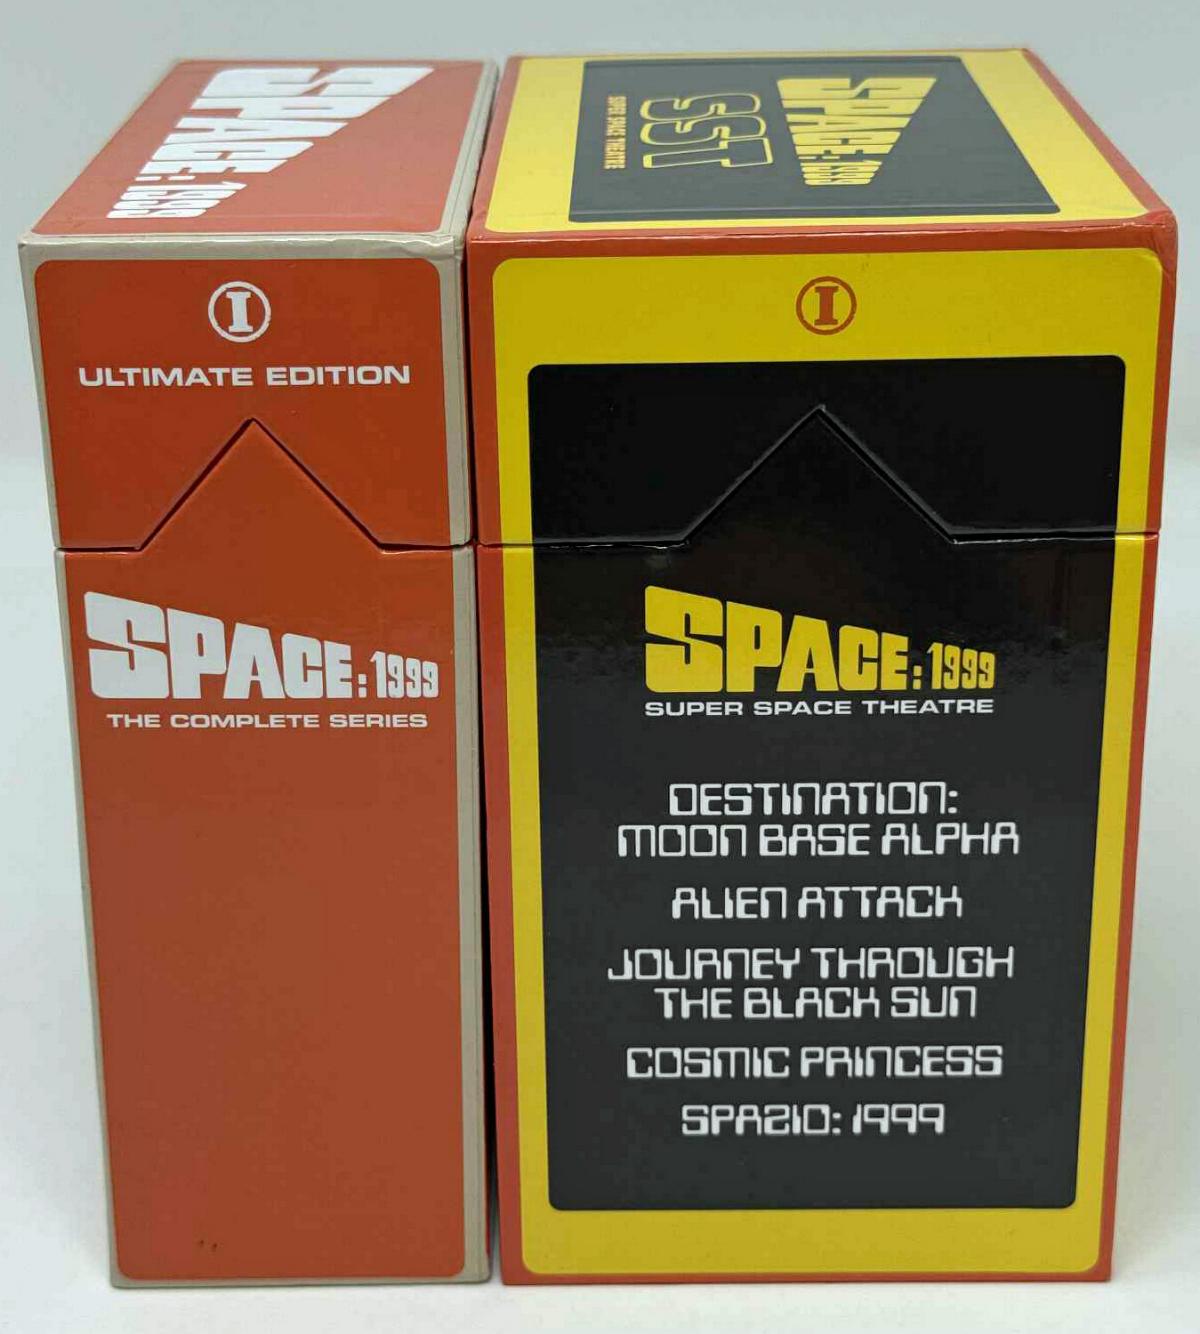 SPACE: 1999
SPACE: 1999
SST
SUPER SPACE THEATRE
I
ULTIMATE EDITION
SPACE: 1999
THE COMPLETE SERIES
I
SPACE: 1999
SUPER SPACE THEATRE
DESTINATION:
MOON BASE ALPHA
ALIEN ATTACK
JOURNEY THROUGH
THE BLACK SUN
COSMIC PRINCESS
SPAZIO: 1999